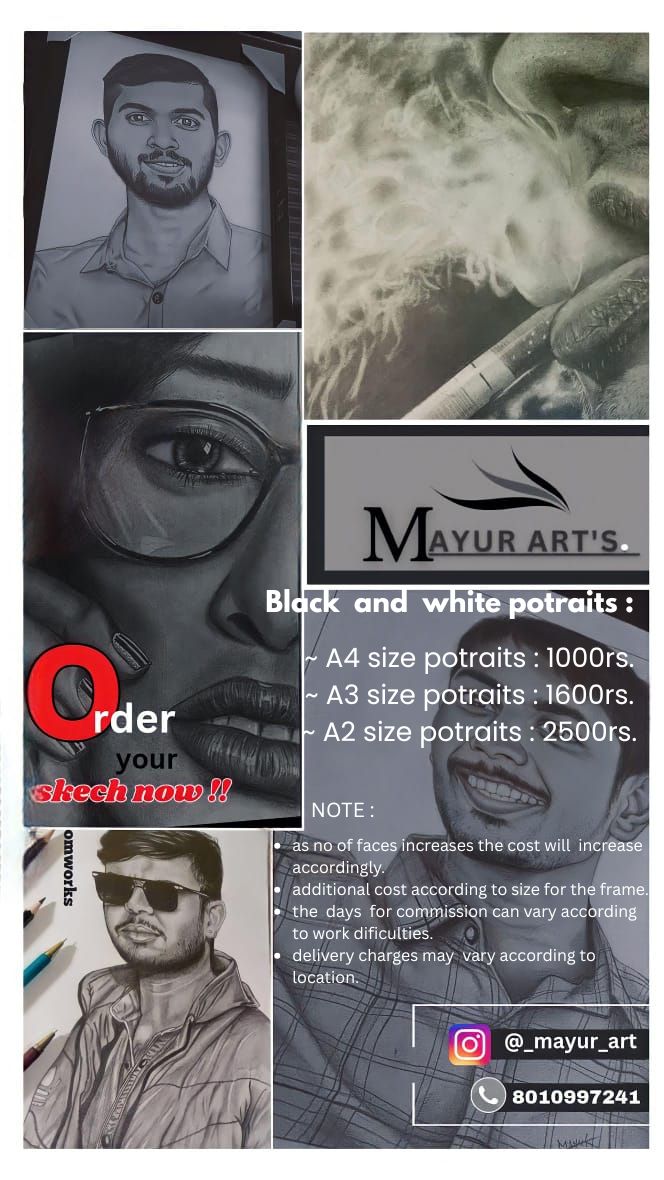 MAYUR ART'S.
Black and white potraits :
~ A4 size potraits : 1000rs.
~ A3 size potraits : 1600rs.
~ A2 size potraits : 2500rs.
Order
your
skech now !!
NOTE :
• as no of faces increases the cost will increase
accordingly.
• additional cost according to size for the frame.
• the days for commission can vary according
to work dificulties.
• delivery charges may vary according to
location.
omworks
@_mayur_art
8010997241